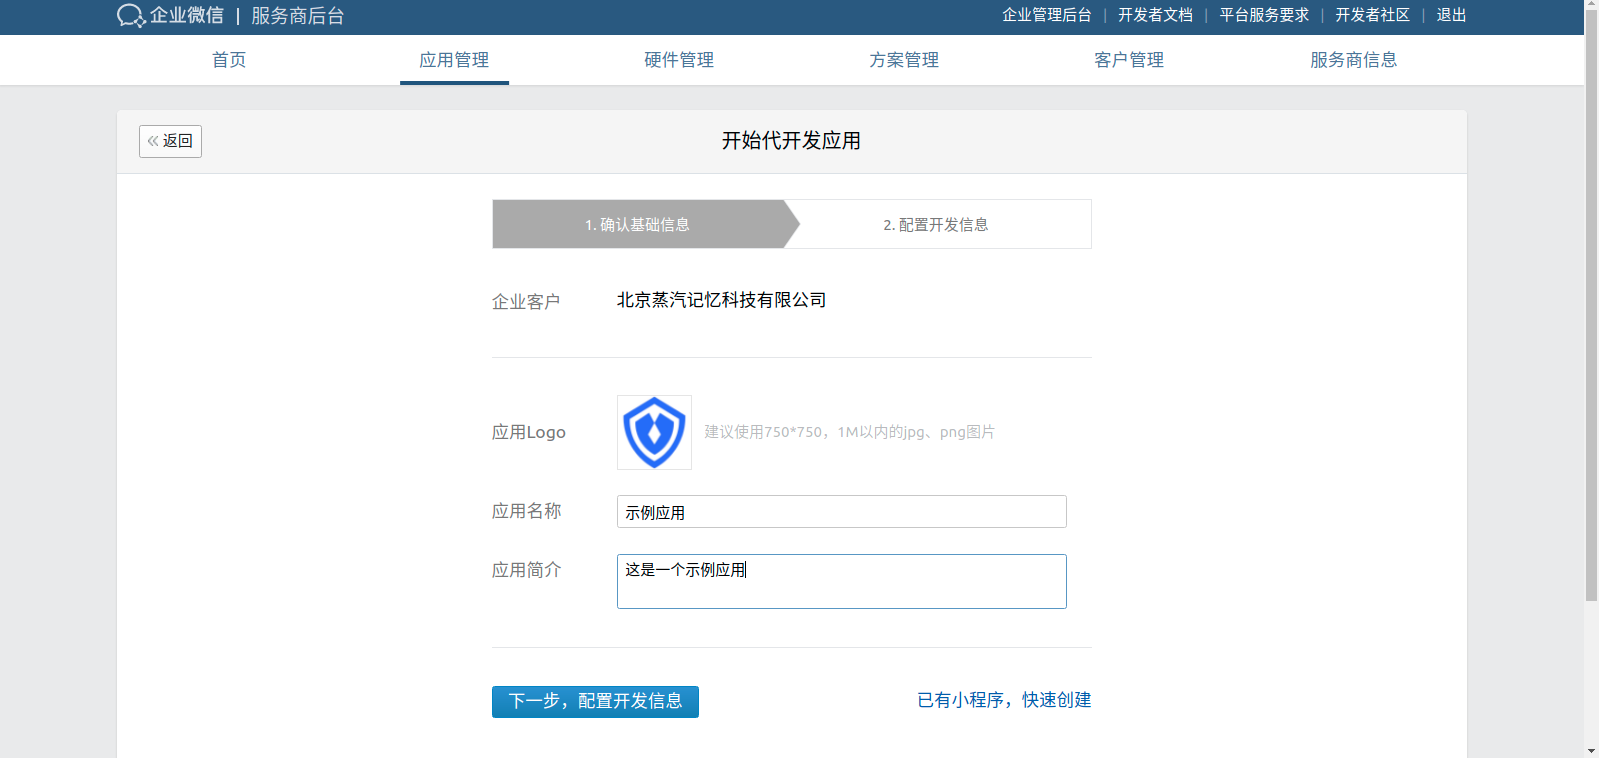 企业微信 | 服务商后台
企业管理后台 | 开发者文档 | 平台服务要求 | 开发者社区 | 退出
首页 应用管理 硬件管理 方案管理 客户管理 服务商信息
返回
开始代开发应用
1. 确认基础信息 2. 配置开发信息
企业客户 北京蒸汽记忆科技有限公司
应用Logo 建议使用750*750，1M以内的jpg、png图片
应用名称 示例应用
应用简介 这是一个示例应用
下一步，配置开发信息 已有小程序，快速创建